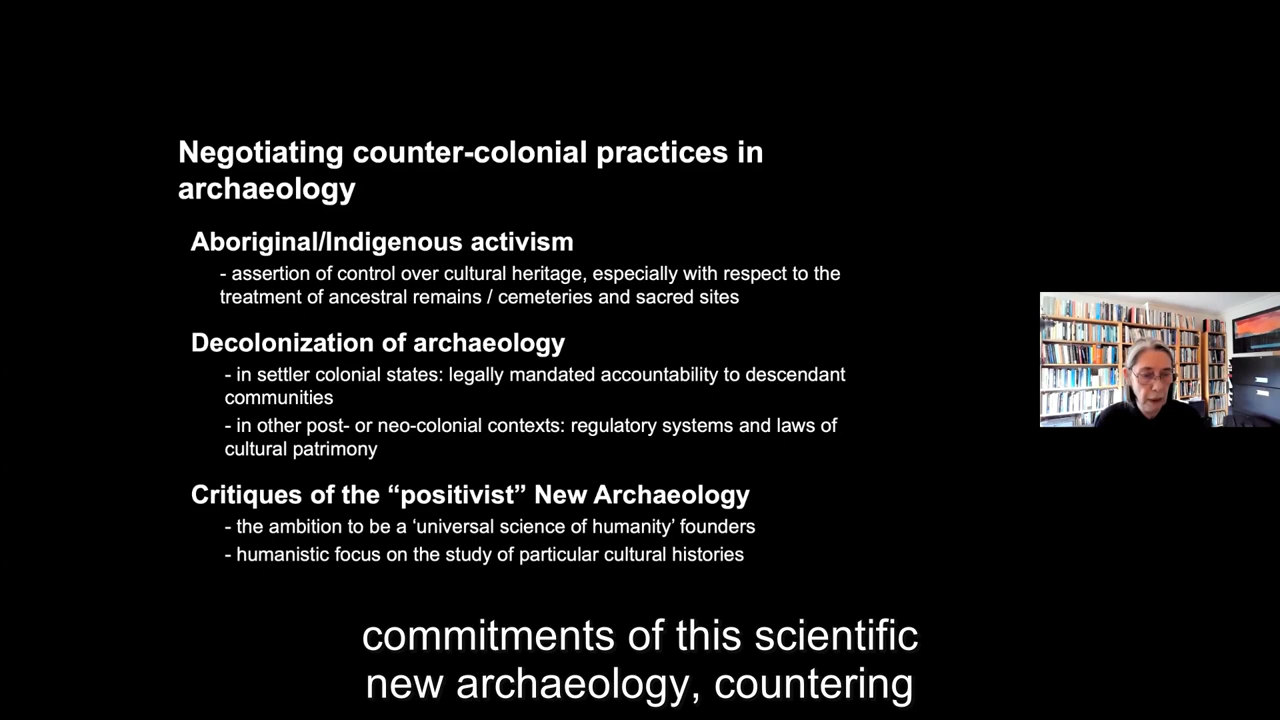 Negotiating counter-colonial practices in
archaeology
Aboriginal/Indigenous activism
- assertion of control over cultural heritage, especially with respect to the
treatment of ancestral remains / cemeteries and sacred sites
Decolonization of archaeology
- in settler colonial states: legally mandated accountability to descendant
communities
- in other post- or neo-colonial contexts: regulatory systems and laws of
cultural patrimony
Critiques of the “positivist” New Archaeology
- the ambition to be a ‘universal science of humanity’ founders
- humanistic focus on the study of particular cultural histories
commitments of this scientific
new archaeology, countering